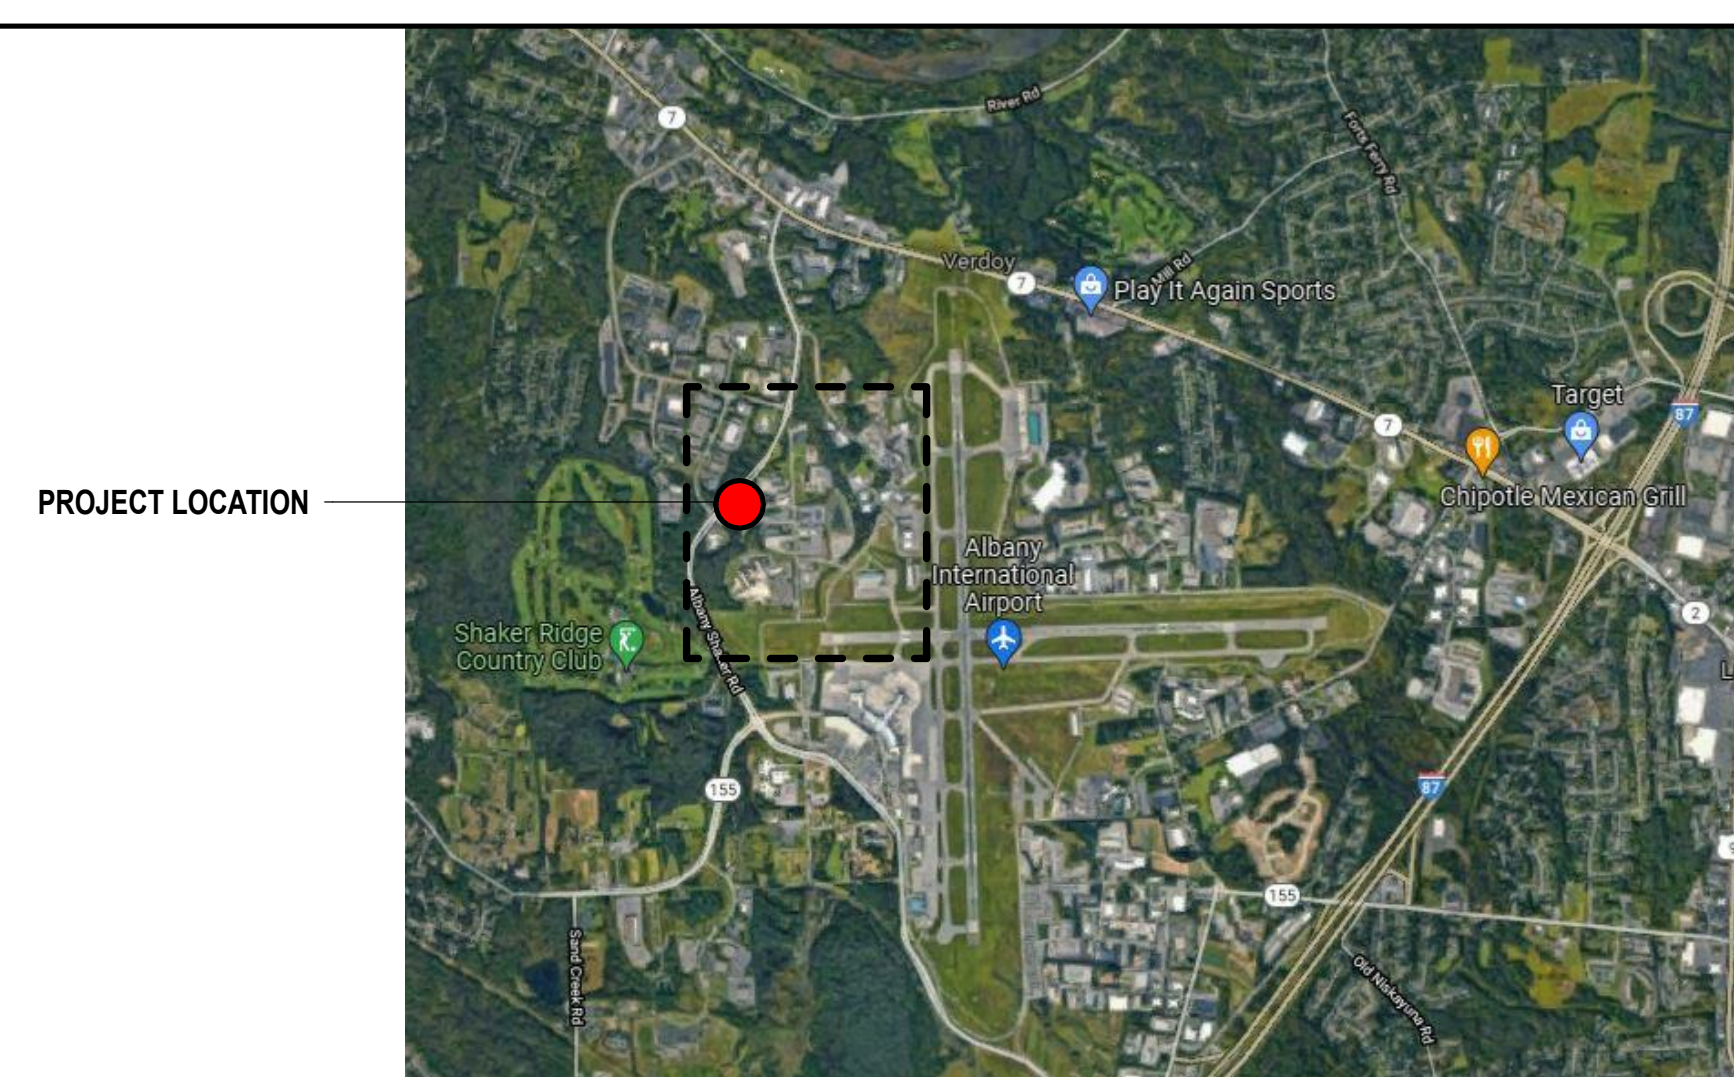 River Rd
7
Forts Ferry Rd
Verdoy
7
Mill Rd
Play It Again Sports
Target
87
7
Chipotle Mexican Grill
PROJECT LOCATION
Albany
International
Airport
2
Shaker Ridge
Country Club
Albany Shaker Rd
L
155
87
9
155
Sand Creek Rd
Old Niskayuna Rd